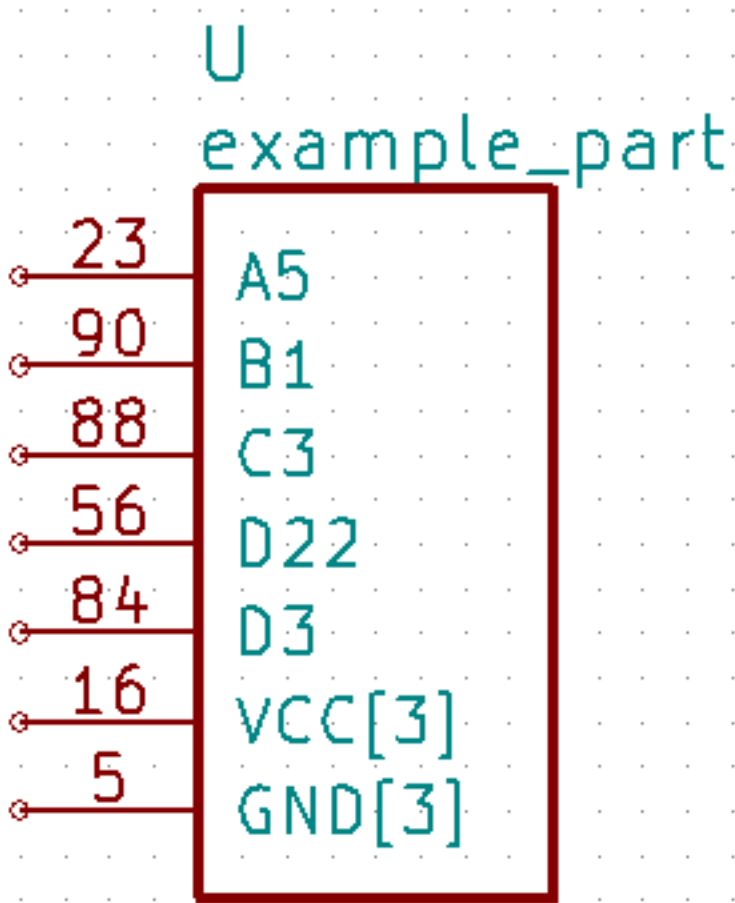 U
example_part
23 A5
90 B1
88 C3
56 D22
84 D3
16 VCC[3]
5 GND[3]